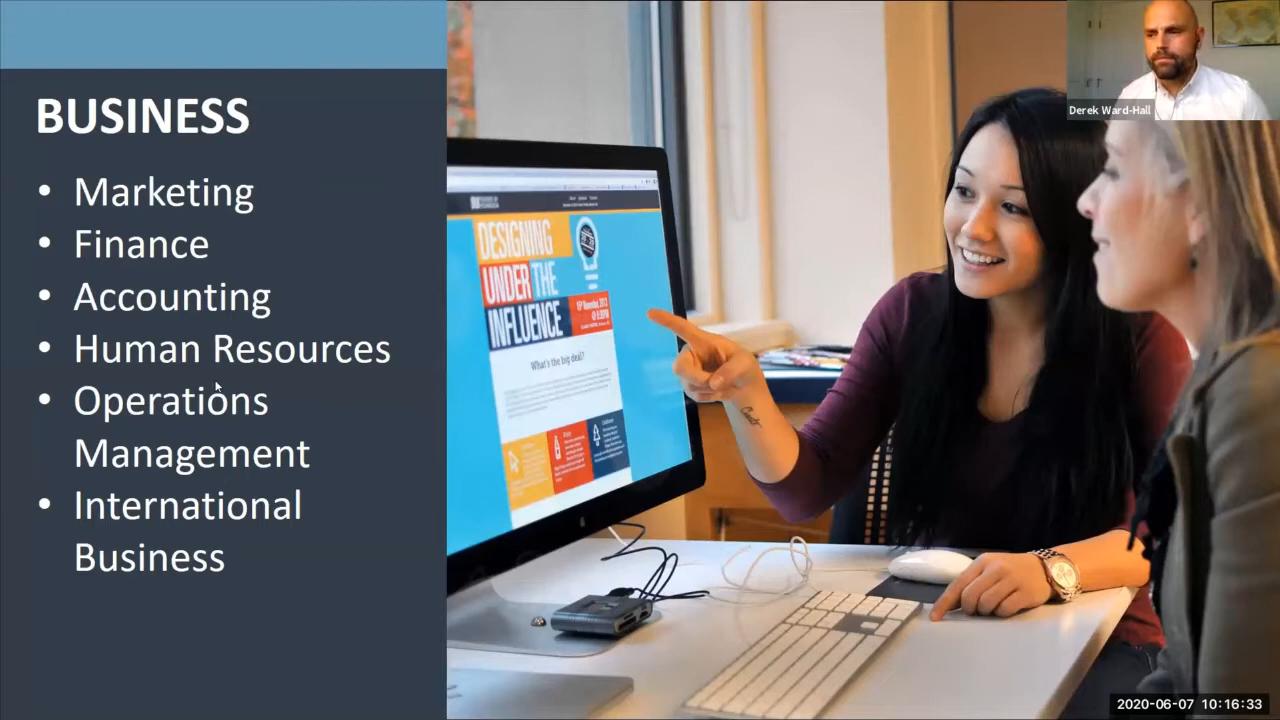 BUSINESS
• Marketing
• Finance
• Accounting
• Human Resources
• Operations
Management
• International
Business
DESIGNING
UNDER THE
INFLUENCE
What's the big deal?
Derek Ward-Hall
2020-06-07 10:16:33